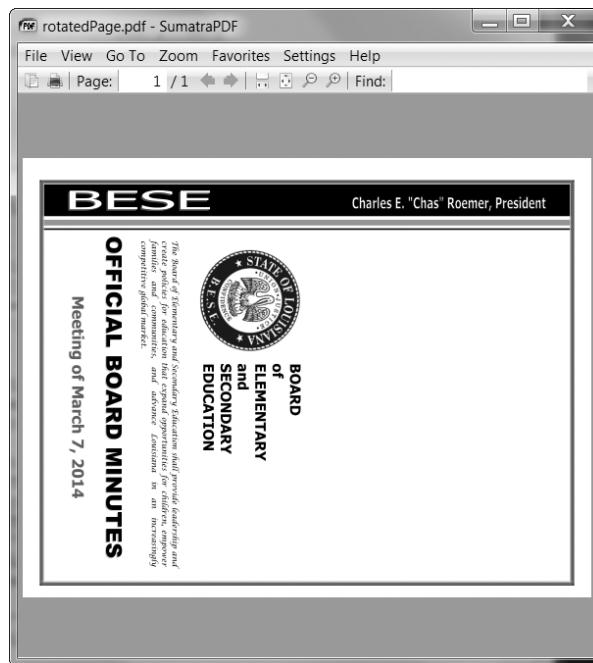 rotatedPage.pdf - SumatraPDF
File View Go To Zoom Favorites Settings Help
Page: 1 / 1 Find:
BESE
Charles E. "Chas" Roemer, President
STATE OF LOUISIANA
UNION·JUSTICE
CONFIDENCE
B.E.S.E.
BOARD
of
ELEMENTARY
and
SECONDARY
EDUCATION
The Board of Elementary and Secondary Education shall provide leadership and
create policies for education that expand opportunities for children, empower
families and communities, and advance Louisiana in an increasingly
competitive global market.
OFFICIAL BOARD MINUTES
Meeting of March 7, 2014